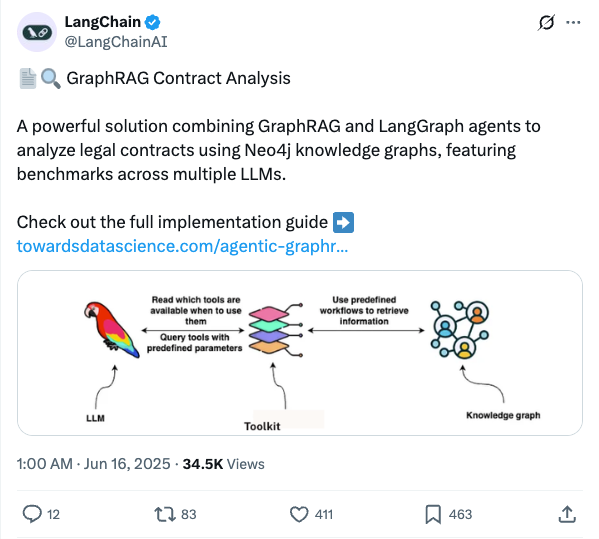 LangChain
@LangChainAI
📄🔍 GraphRAG Contract Analysis
A powerful solution combining GraphRAG and LangGraph agents to
analyze legal contracts using Neo4j knowledge graphs, featuring
benchmarks across multiple LLMs.
Check out the full implementation guide ➡️
towardsdatascience.com/agentic-graphr…
Read which tools are
available when to use
them
Query tools with
predefined parameters
Use predefined
workflows to retrieve
information
LLM
Toolkit
Knowledge graph
1:00 AM · Jun 16, 2025 · 34.5K Views
12
83
411
463